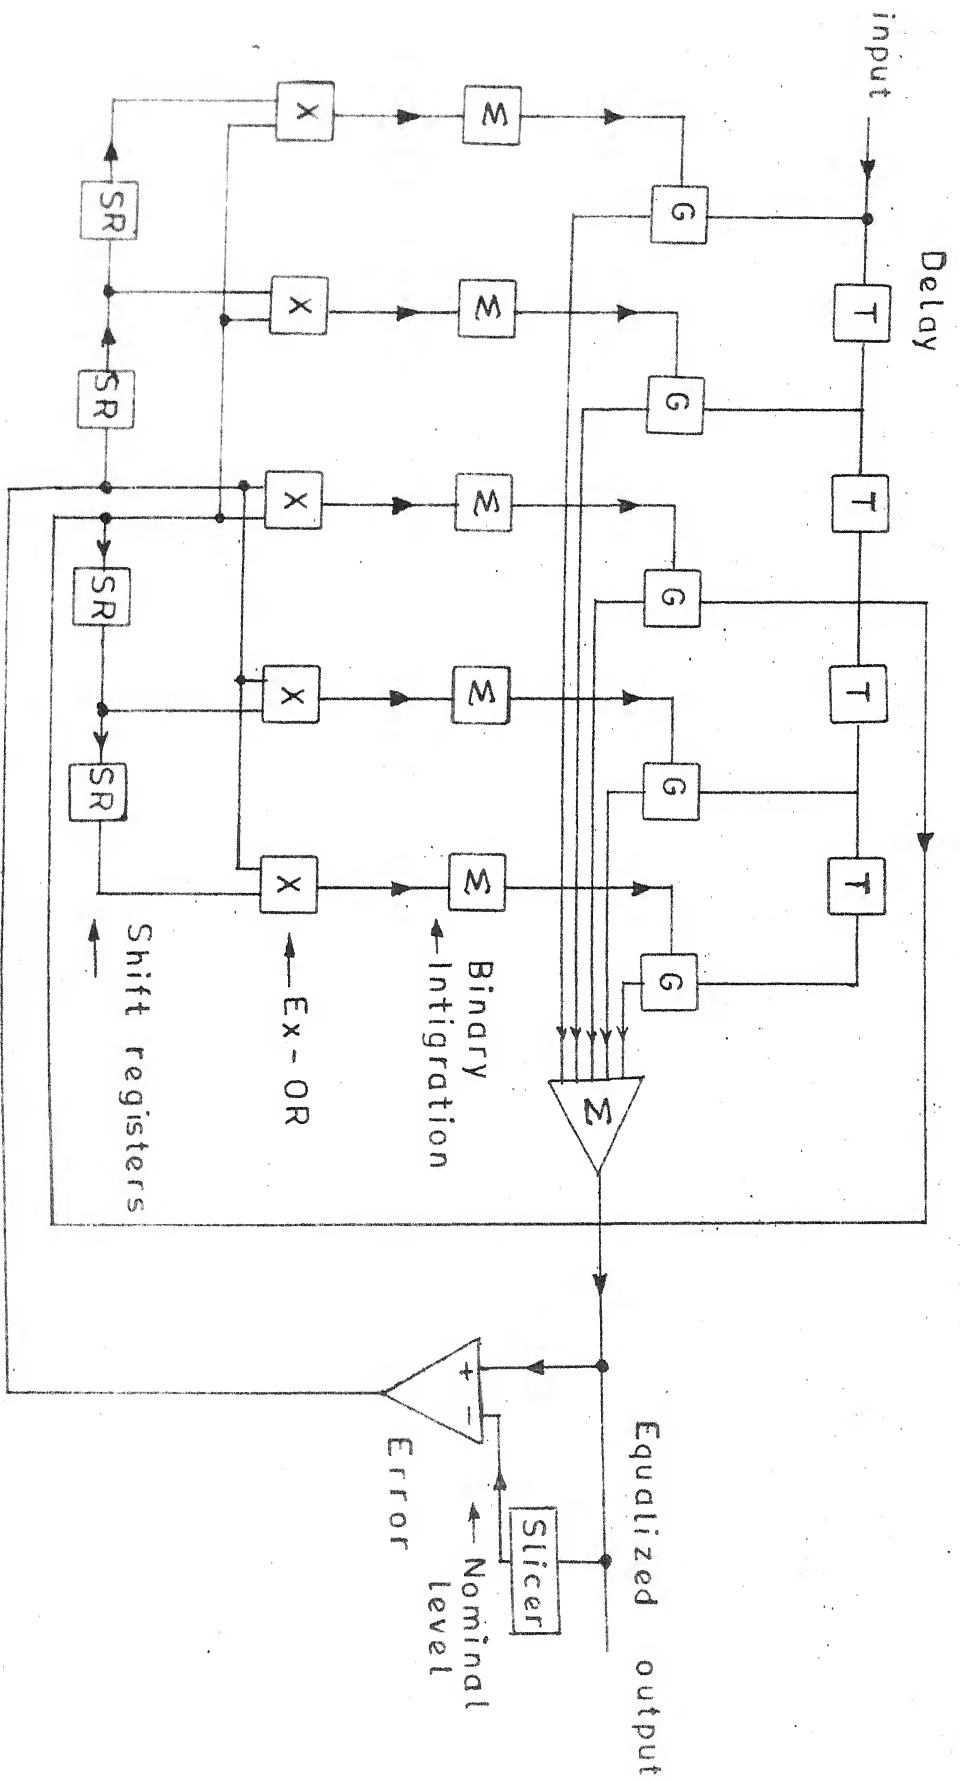 input
Delay
T
T
T
T
G
G
G
G
G
Σ
Σ
Σ
Σ
Σ
Binary
Intigration
X
X
X
X
X
Ex-OR
SR
SR
SR
SR
Shift registers
Σ
Equalized output
Slicer
+
−
Nominal
level
Error